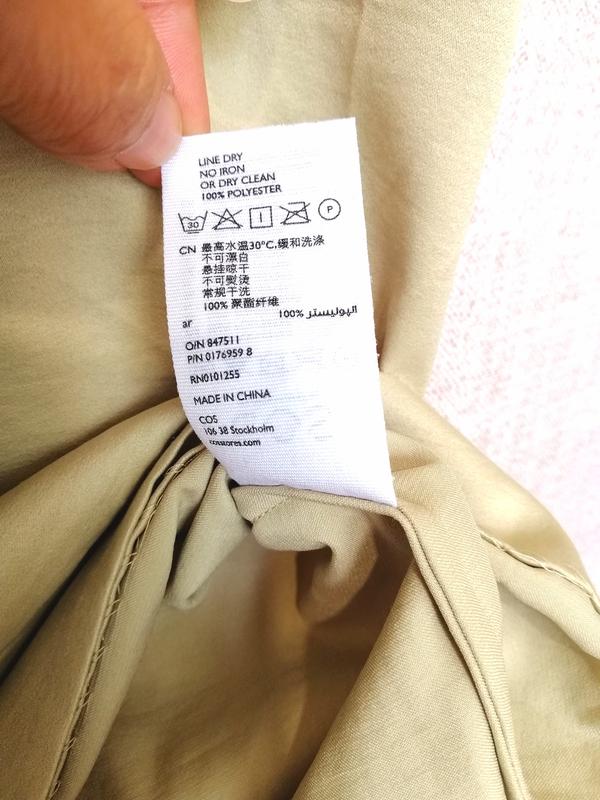 LINE DRY
NO IRON
OR DRY CLEAN
100% POLYESTER
30 P
CN 最高水温30°C,缓和洗涤
不可漂白
悬挂晾干
不可熨烫
常规干洗
100% 聚酯纤维
ar 100% البوليستر
O/N 847511
P/N 0176959 8
RN0101255
MADE IN CHINA
COS
106 38 Stockholm
cosstores.com